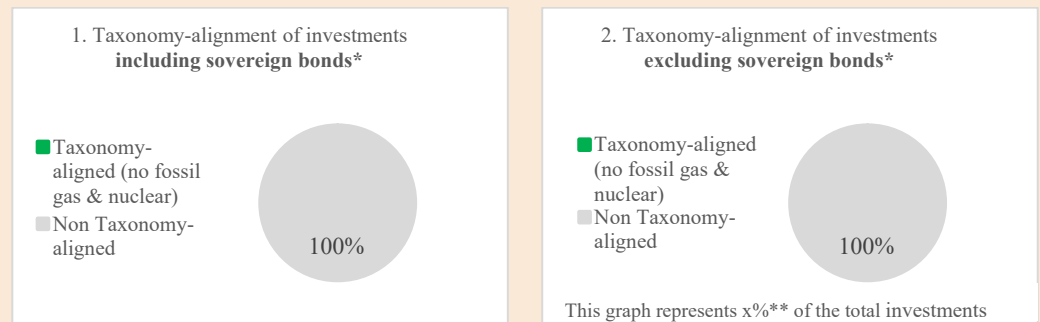 1. Taxonomy-alignment of investments
including sovereign bonds*
Taxonomy-
aligned (no fossil
gas & nuclear)
Non Taxonomy-
aligned
100%
2. Taxonomy-alignment of investments
excluding sovereign bonds*
Taxonomy-aligned
(no fossil gas &
nuclear)
Non Taxonomy-
aligned
100%
This graph represents x%** of the total investments